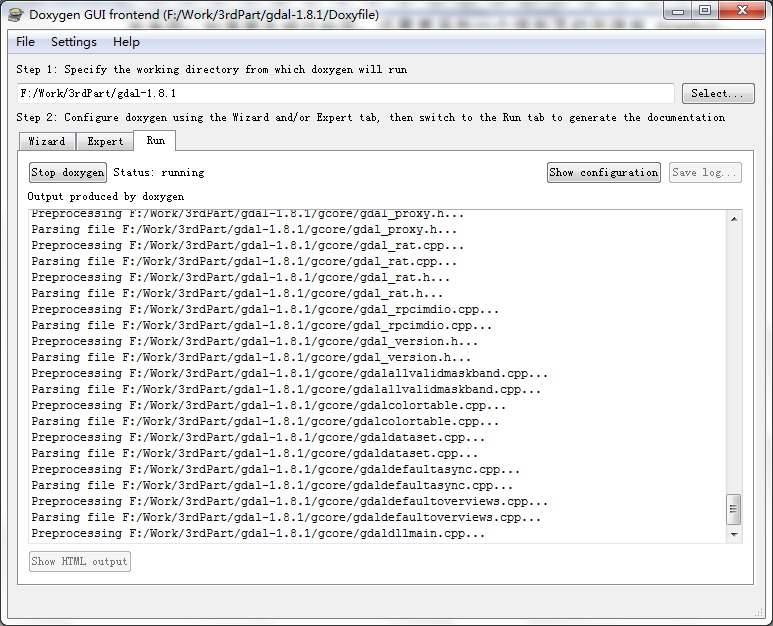 Doxygen GUI frontend (F:/Work/3rdPart/gdal-1.8.1/Doxyfile)
File Settings Help
Step 1: Specify the working directory from which doxygen will run
F:/Work/3rdPart/gdal-1.8.1 Select...
Step 2: Configure doxygen using the Wizard and/or Expert tab, then switch to the Run tab to generate the documentation
Wizard Expert Run
Stop doxygen Status: running Show configuration Save log...
Output produced by doxygen
Preprocessing F:/Work/3rdPart/gdal-1.8.1/gcore/gdal_proxy.h...
Parsing file F:/Work/3rdPart/gdal-1.8.1/gcore/gdal_proxy.h...
Preprocessing F:/Work/3rdPart/gdal-1.8.1/gcore/gdal_rat.cpp...
Parsing file F:/Work/3rdPart/gdal-1.8.1/gcore/gdal_rat.cpp...
Preprocessing F:/Work/3rdPart/gdal-1.8.1/gcore/gdal_rat.h...
Parsing file F:/Work/3rdPart/gdal-1.8.1/gcore/gdal_rat.h...
Preprocessing F:/Work/3rdPart/gdal-1.8.1/gcore/gdal_rpcimdio.cpp...
Parsing file F:/Work/3rdPart/gdal-1.8.1/gcore/gdal_rpcimdio.cpp...
Preprocessing F:/Work/3rdPart/gdal-1.8.1/gcore/gdal_version.h...
Parsing file F:/Work/3rdPart/gdal-1.8.1/gcore/gdal_version.h...
Preprocessing F:/Work/3rdPart/gdal-1.8.1/gcore/gdalallvalidmaskband.cpp...
Parsing file F:/Work/3rdPart/gdal-1.8.1/gcore/gdalallvalidmaskband.cpp...
Preprocessing F:/Work/3rdPart/gdal-1.8.1/gcore/gdalcolortable.cpp...
Parsing file F:/Work/3rdPart/gdal-1.8.1/gcore/gdalcolortable.cpp...
Preprocessing F:/Work/3rdPart/gdal-1.8.1/gcore/gdaldataset.cpp...
Parsing file F:/Work/3rdPart/gdal-1.8.1/gcore/gdaldataset.cpp...
Preprocessing F:/Work/3rdPart/gdal-1.8.1/gcore/gdaldefaultasync.cpp...
Parsing file F:/Work/3rdPart/gdal-1.8.1/gcore/gdaldefaultasync.cpp...
Preprocessing F:/Work/3rdPart/gdal-1.8.1/gcore/gdaldefaultoverviews.cpp...
Parsing file F:/Work/3rdPart/gdal-1.8.1/gcore/gdaldefaultoverviews.cpp...
Preprocessing F:/Work/3rdPart/gdal-1.8.1/gcore/gdaldllmain.cpp...
Show HTML output